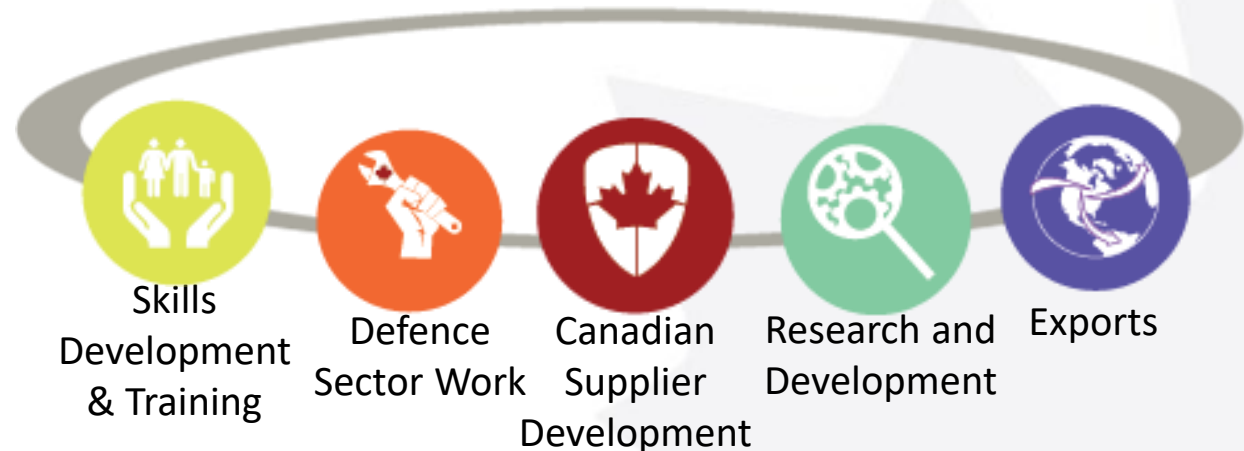 Skills
Development
& Training
Defence
Sector Work
Canadian
Supplier
Development
Research and
Development
Exports